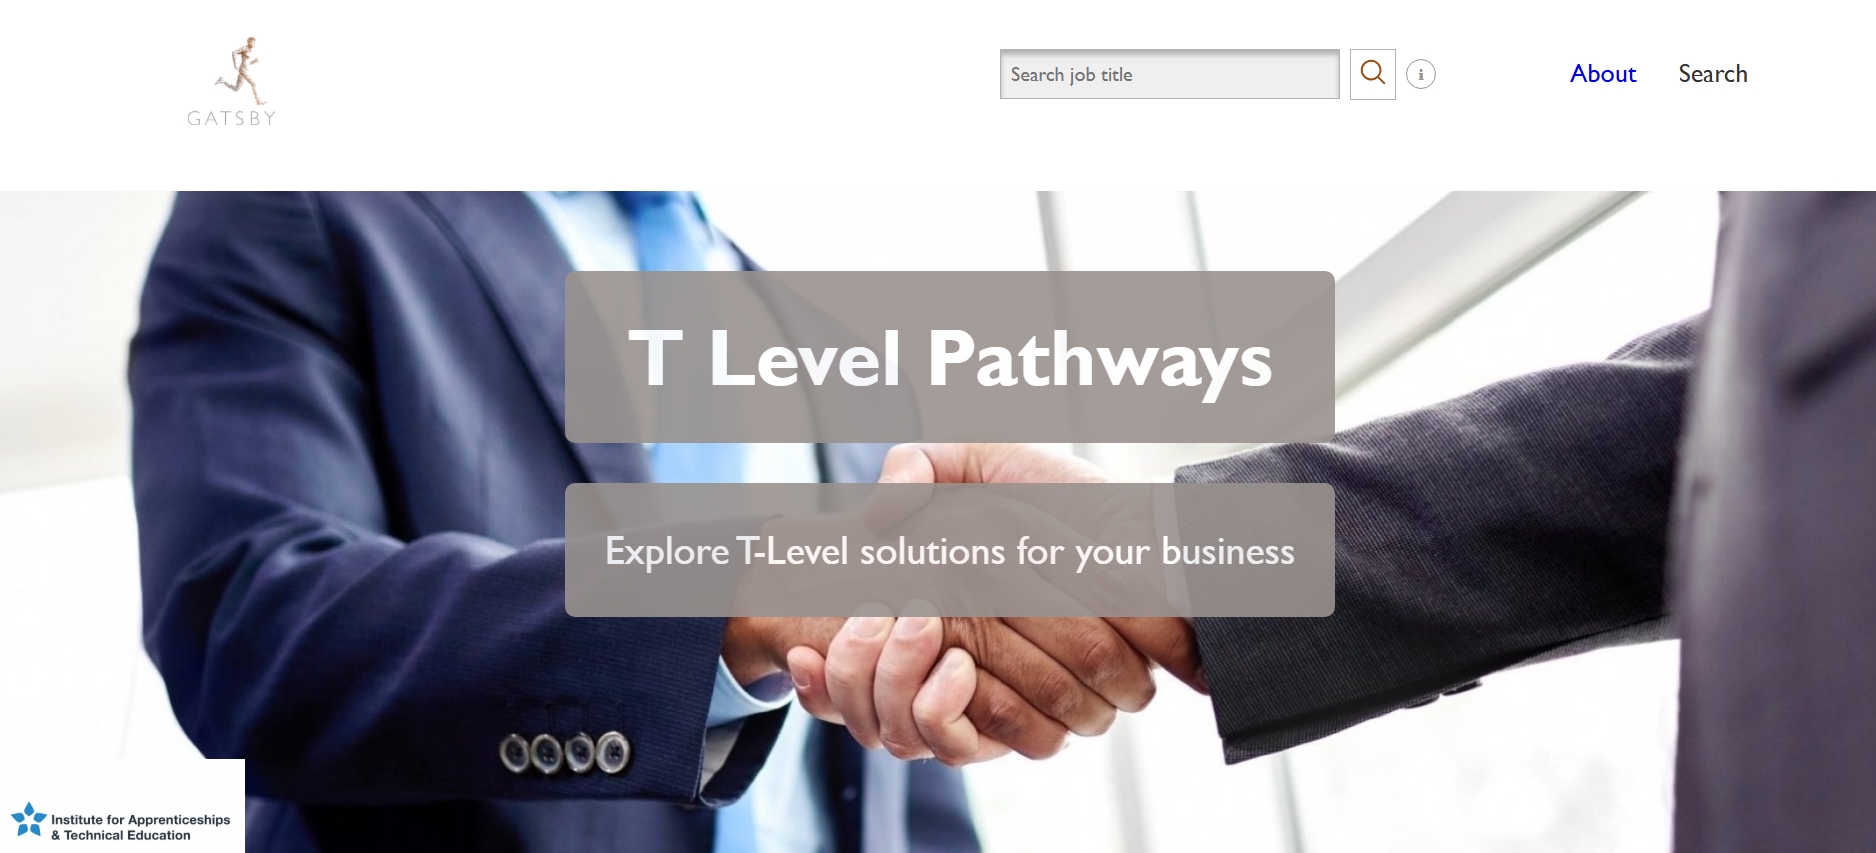 GATSBY
Search job title
i
About
Search
T Level Pathways
Explore T-Level solutions for your business
Institute for Apprenticeships
& Technical Education